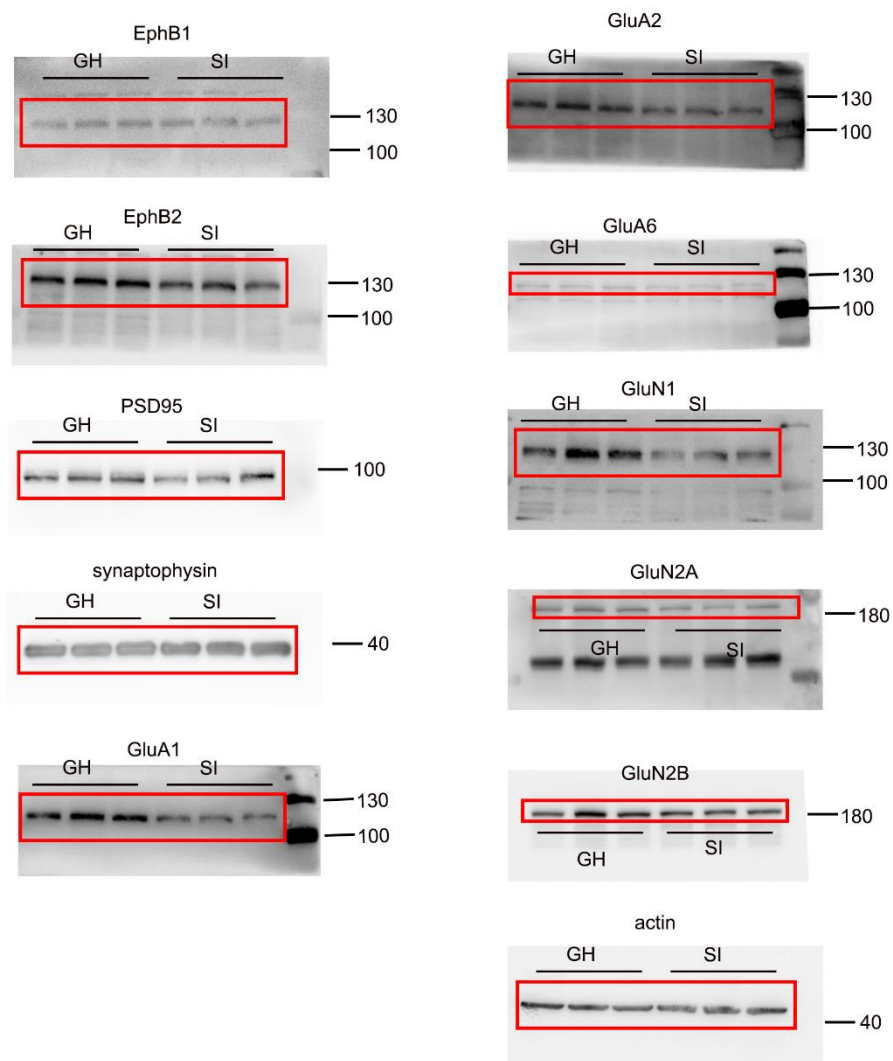 EphB1
GH SI
130
100
EphB2
GH SI
130
100
PSD95
GH SI
100
synaptophysin
GH SI
40
GluA1
GH SI
130
100
GluA2
GH SI
130
100
GluA6
GH SI
130
100
GluN1
GH SI
130
100
GluN2A
180
GH SI
GluN2B
180
GH SI
actin
GH SI
40